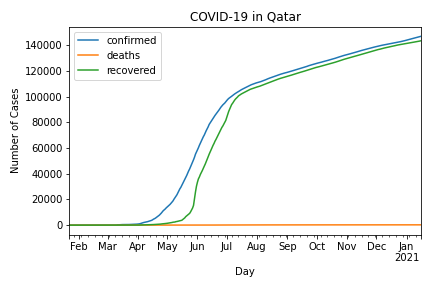 COVID-19 in Qatar
confirmed
deaths
recovered
Number of Cases
140000
120000
100000
80000
60000
40000
20000
0
Feb Mar Apr May Jun Jul Aug Sep Oct Nov Dec Jan
2021
Day